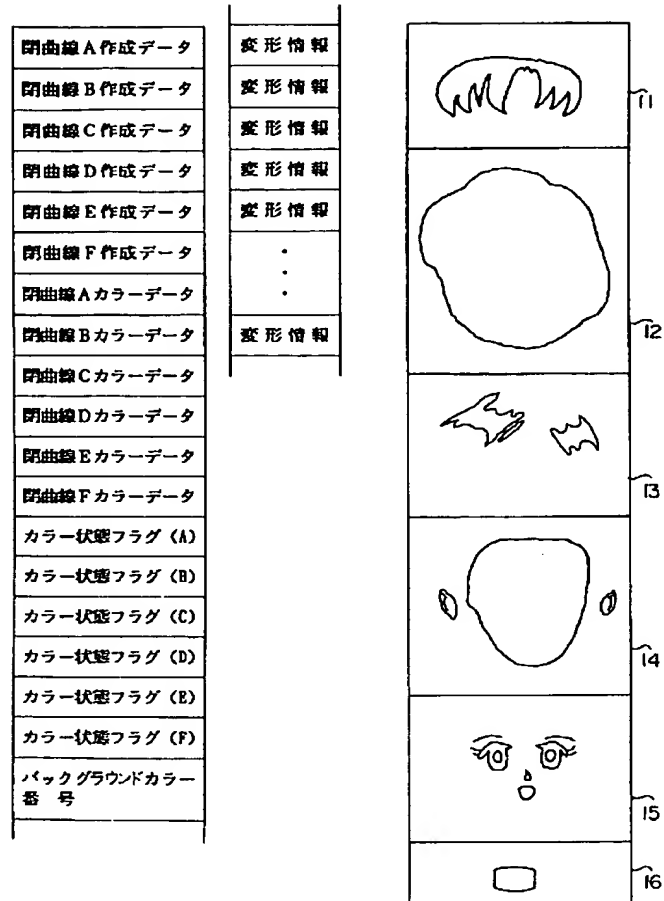 閉曲線A作成データ
閉曲線B作成データ
閉曲線C作成データ
閉曲線D作成データ
閉曲線E作成データ
閉曲線F作成データ
閉曲線Aカラーデータ
閉曲線Bカラーデータ
閉曲線Cカラーデータ
閉曲線Dカラーデータ
閉曲線Eカラーデータ
閉曲線Fカラーデータ
カラー状態フラグ (A)
カラー状態フラグ (B)
カラー状態フラグ (C)
カラー状態フラグ (D)
カラー状態フラグ (E)
カラー状態フラグ (F)
バックグラウンドカラー
番 号
変形情報
変形情報
変形情報
変形情報
変形情報
変形情報
11
12
13
14
15
16